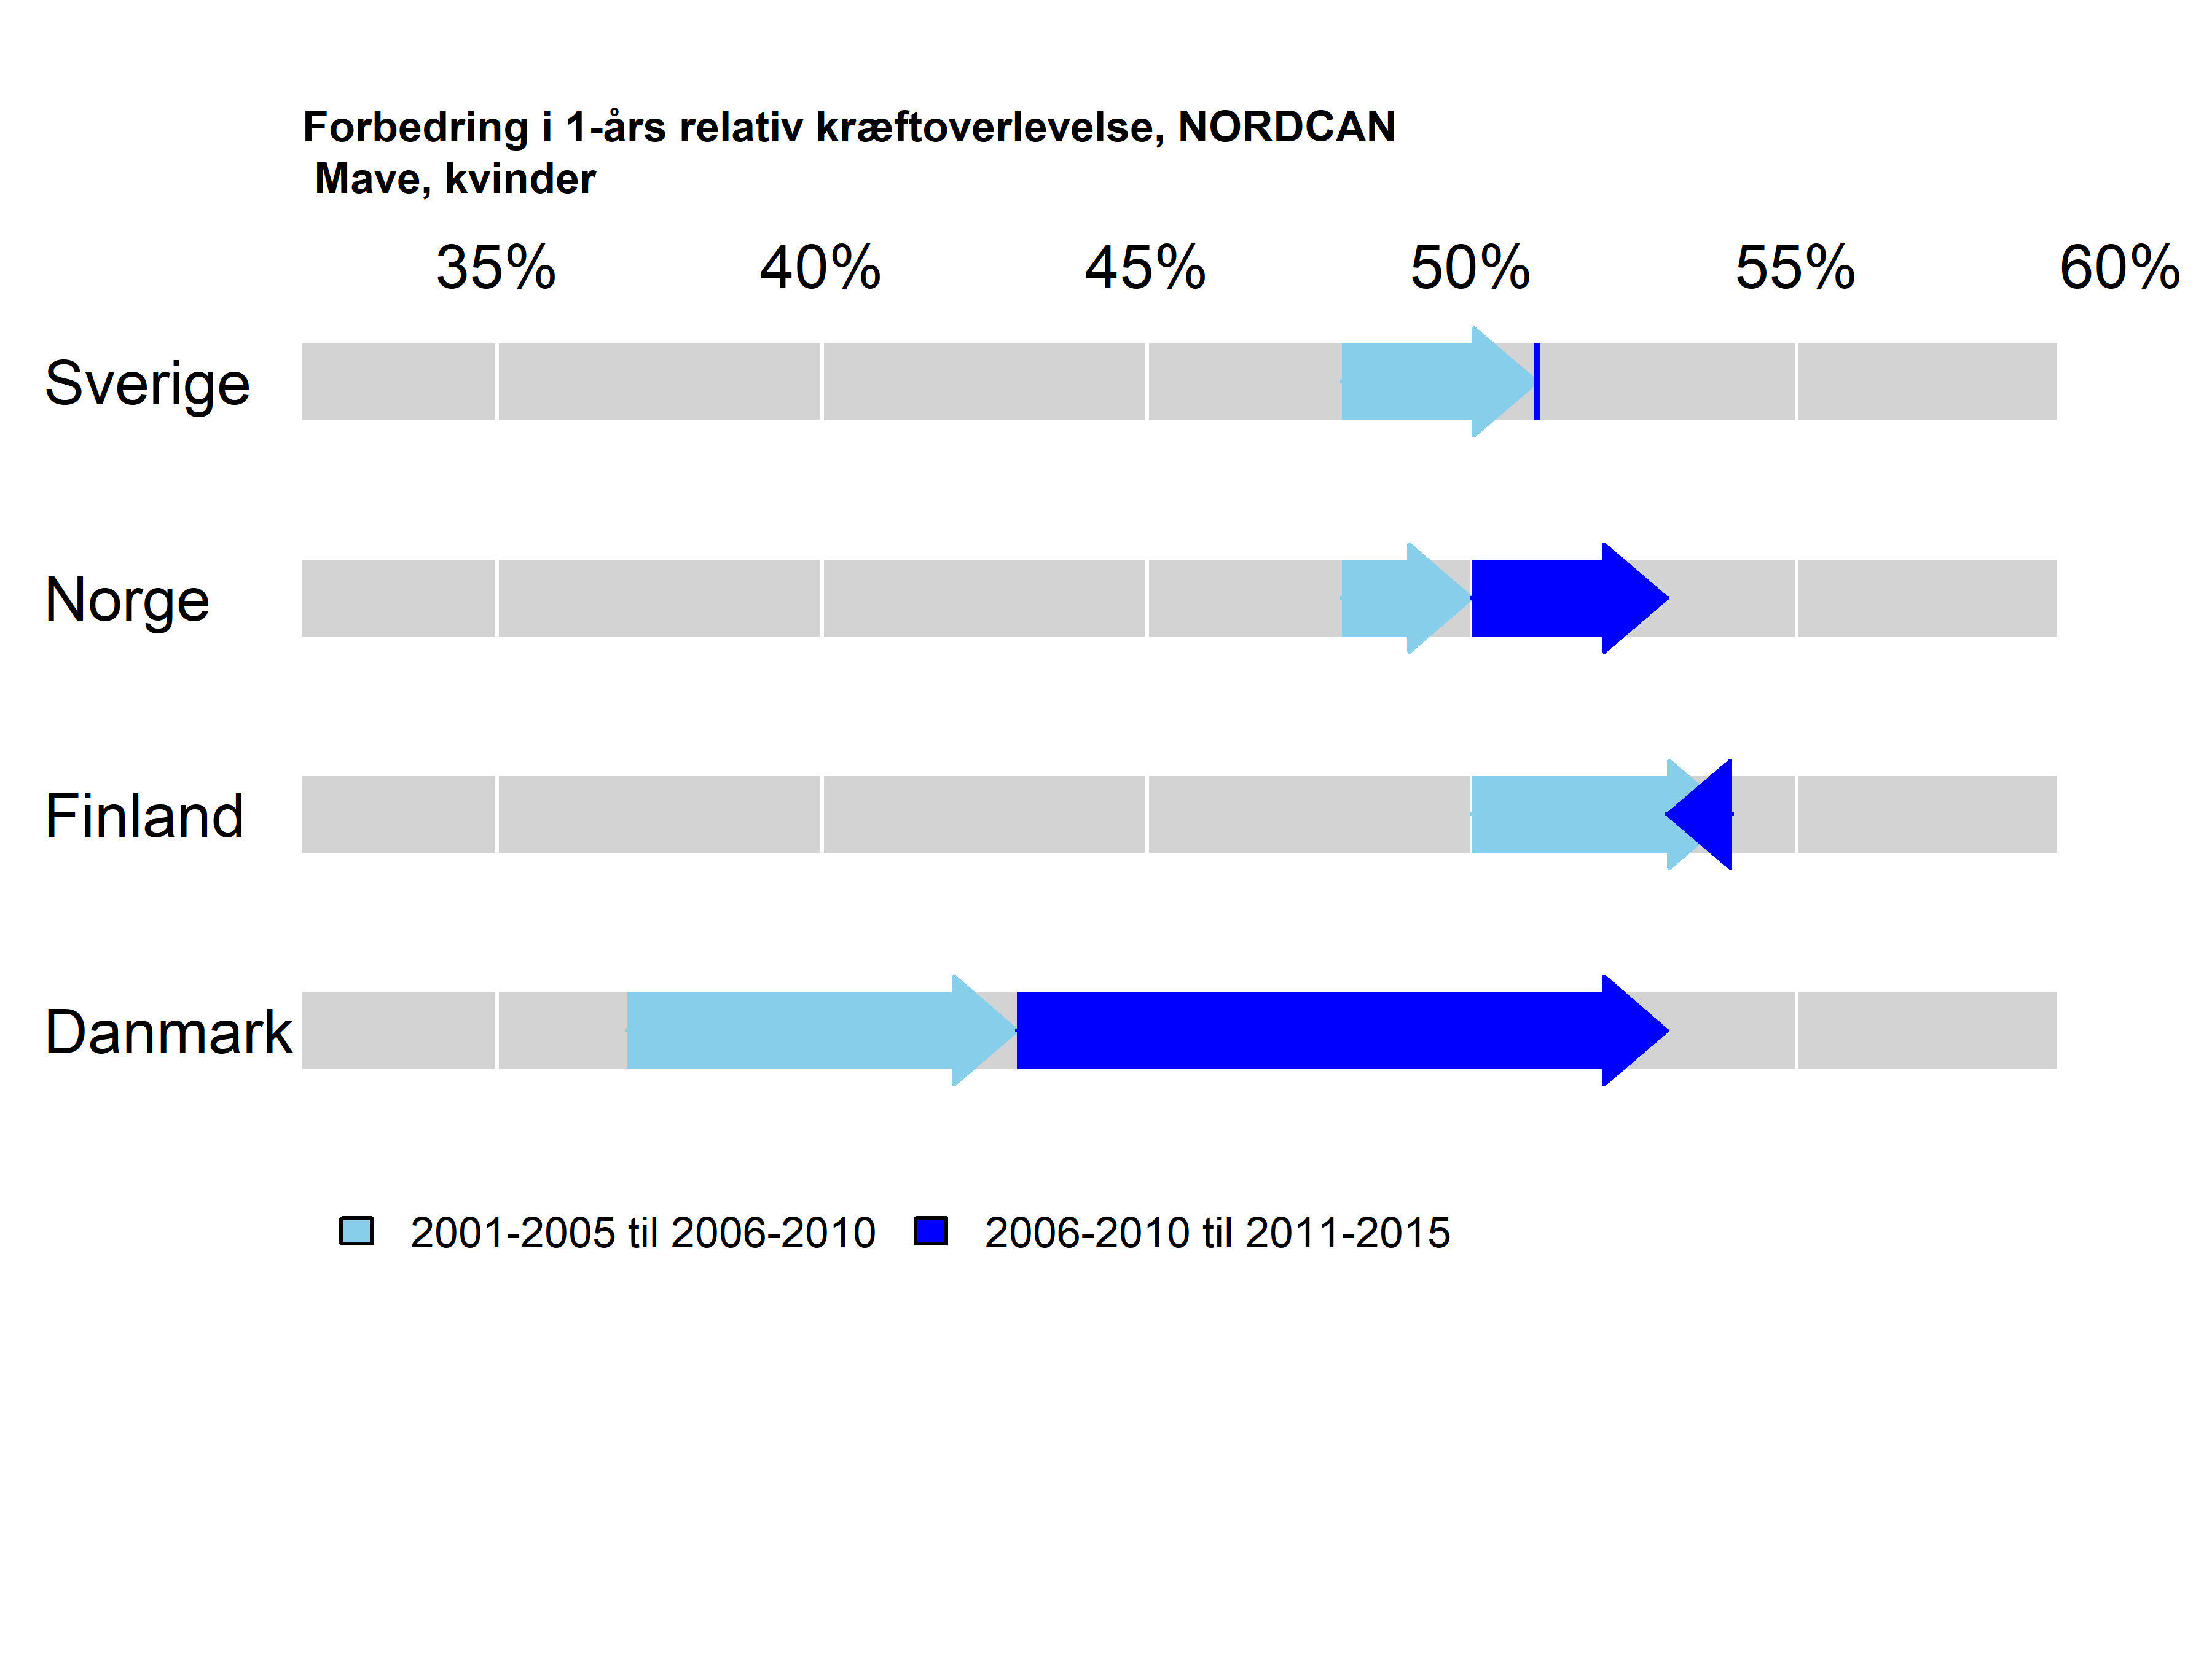 Forbedring i 1-års relativ kræftoverlevelse, NORDCAN
Mave, kvinder
35% 40% 45% 50% 55% 60%
Sverige
Norge
Finland
Danmark
2001-2005 til 2006-2010 2006-2010 til 2011-2015